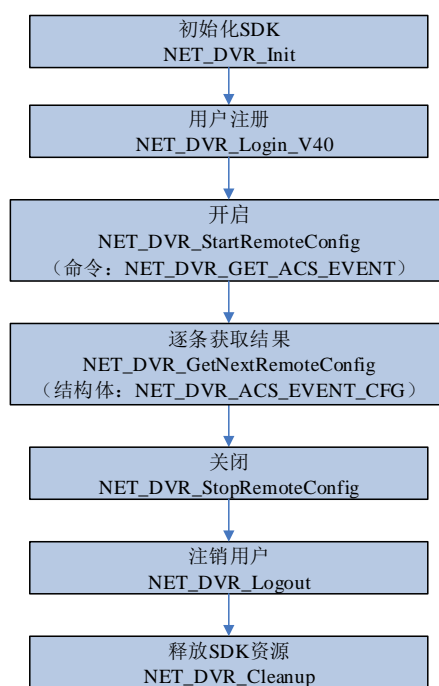 初始化SDK
NET_DVR_Init
用户注册
NET_DVR_Login_V40
开启
NET_DVR_StartRemoteConfig
（命令：NET_DVR_GET_ACS_EVENT）
逐条获取结果
NET_DVR_GetNextRemoteConfig
（结构体：NET_DVR_ACS_EVENT_CFG）
关闭
NET_DVR_StopRemoteConfig
注销用户
NET_DVR_Logout
释放SDK资源
NET_DVR_Cleanup